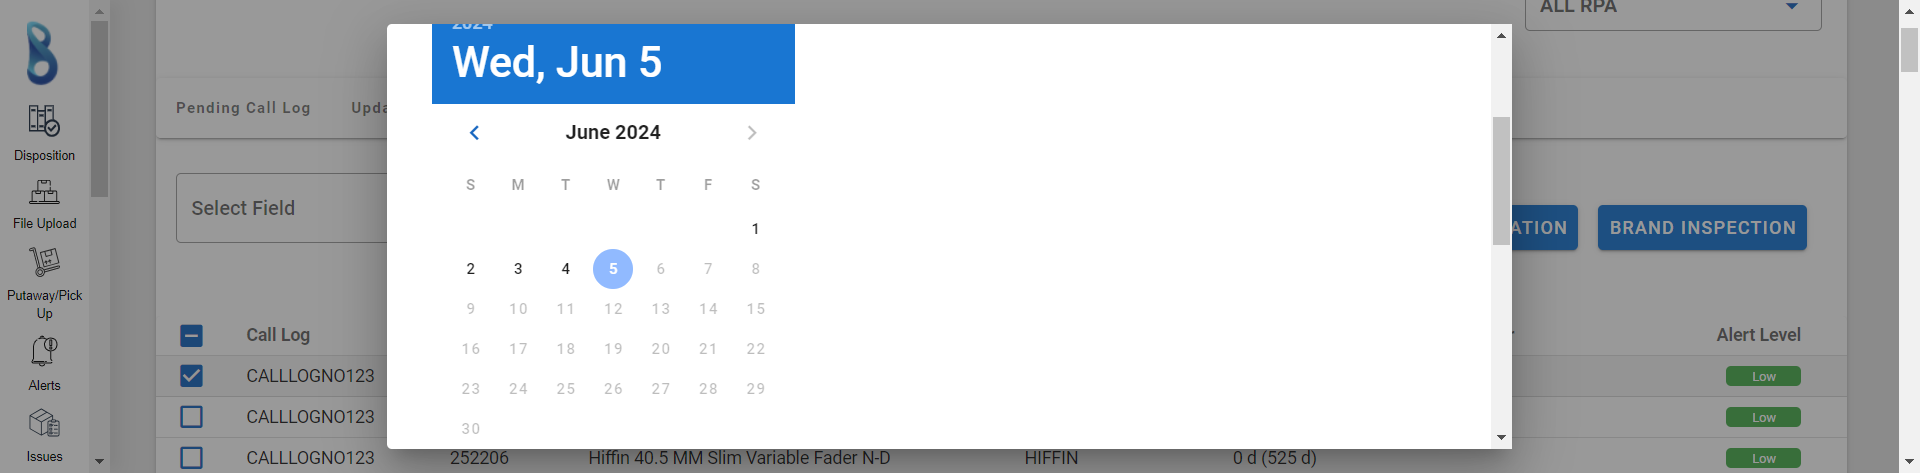 ALL RPA
2024
Wed, Jun 5
Pending Call Log Upda
June 2024
S M T W T F S
1
2 3 4 5 6 7 8
9 10 11 12 13 14 15
16 17 18 19 20 21 22
23 24 25 26 27 28 29
30
Disposition
File Upload
Putaway/Pick
Up
Alerts
Issues
Select Field
ATION
BRAND INSPECTION
Call Log Alert Level
CALLLOGNO123 Low
CALLLOGNO123 Low
CALLLOGNO123 252206 Hiffin 40.5 MM Slim Variable Fader N-D HIFFIN 0 d (525 d) Low